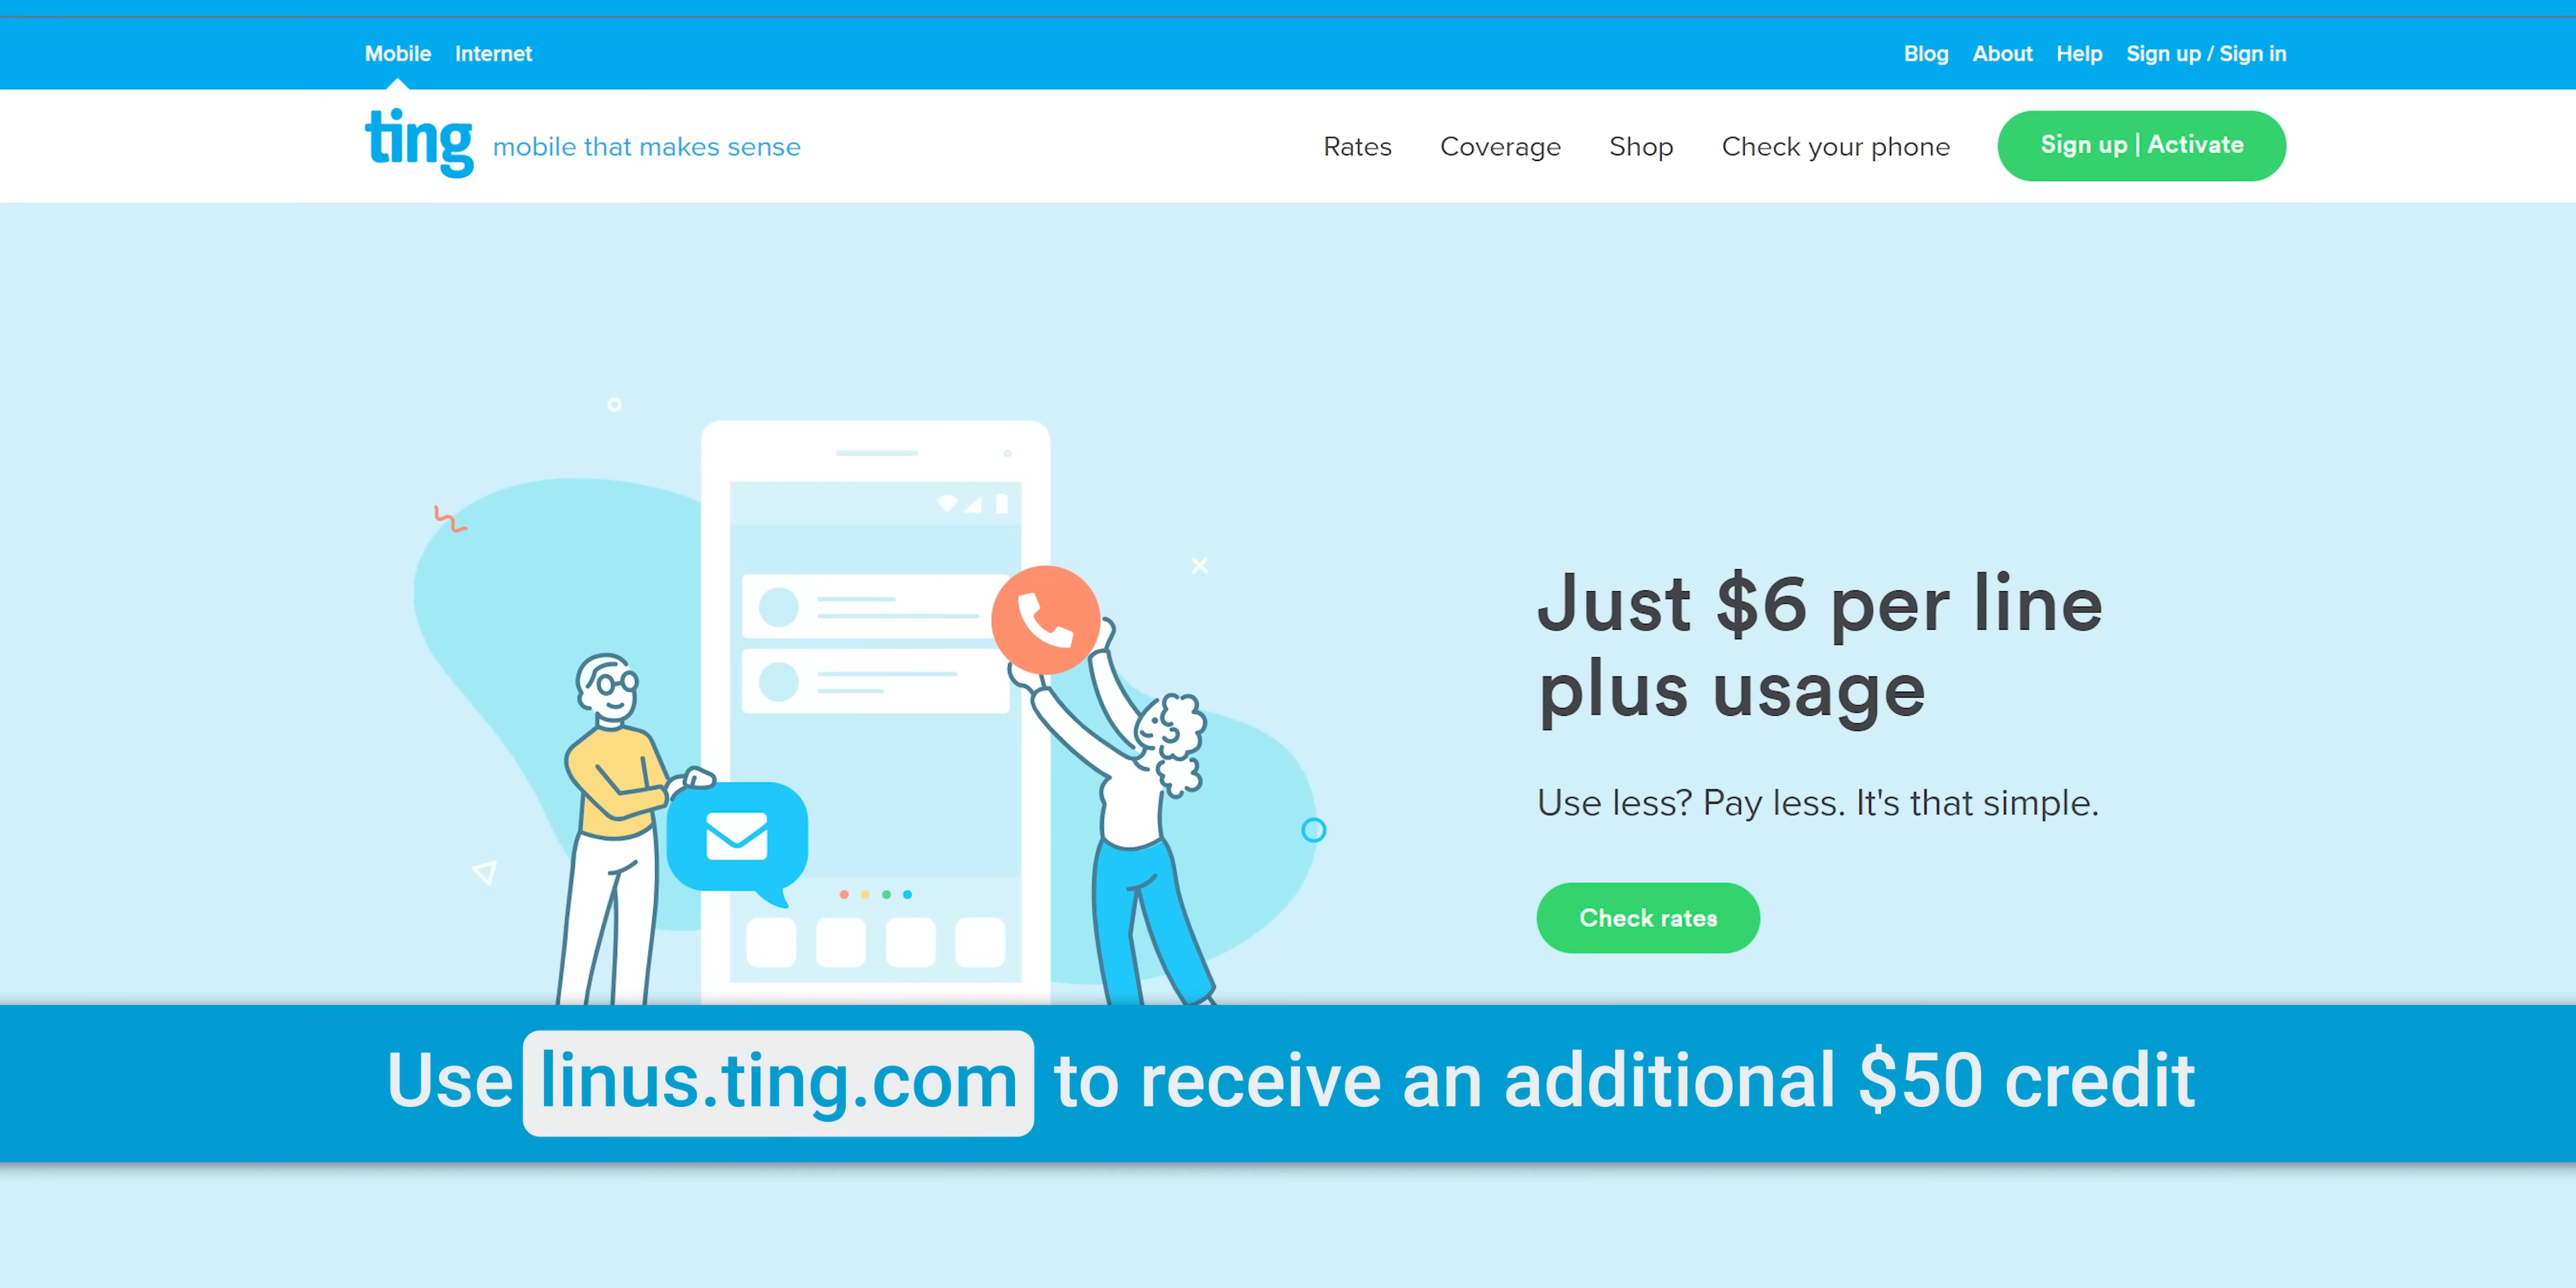 Mobile Internet Blog About Help Sign up / Sign in
ting mobile that makes sense Rates Coverage Shop Check your phone Sign up | Activate
Just $6 per line
plus usage
Use less? Pay less. It's that simple.
Check rates
Use linus.ting.com to receive an additional $50 credit